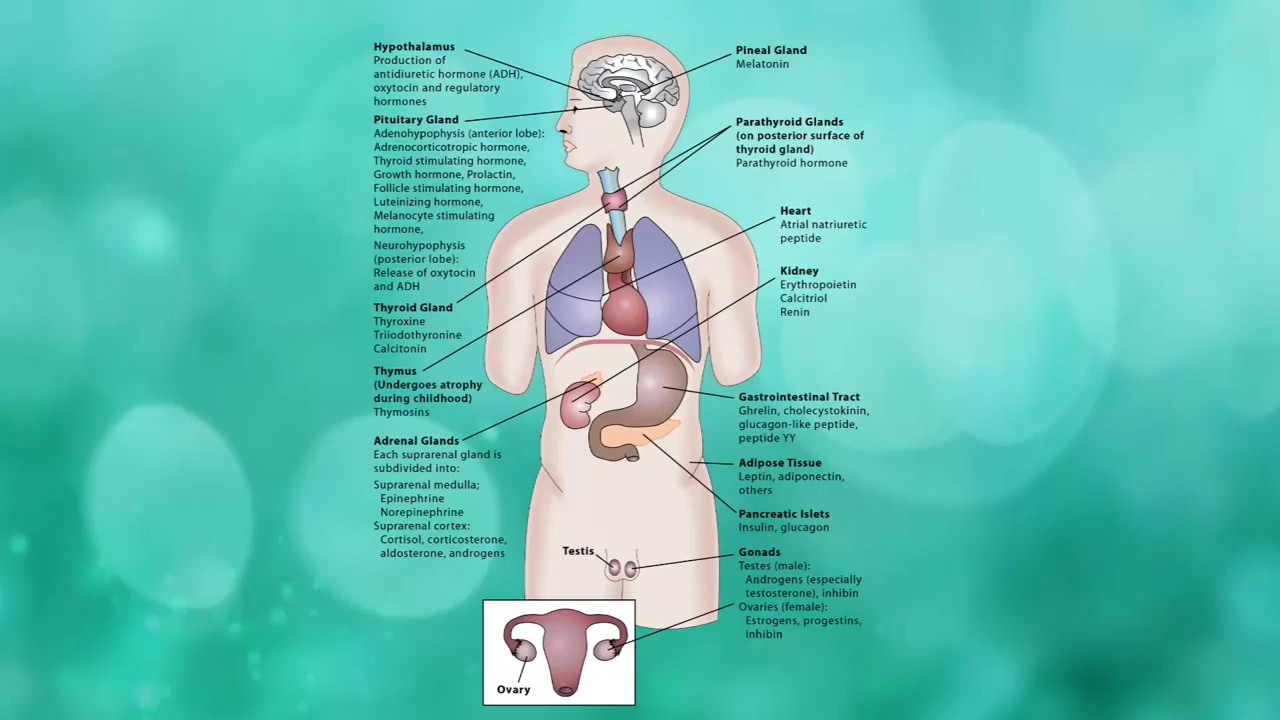 Hypothalamus
Production of
antidiuretic hormone (ADH),
oxytocin and regulatory
hormones
Pituitary Gland
Adenohypophysis (anterior lobe):
Adrenocorticotropic hormone,
Thyroid stimulating hormone,
Growth hormone, Prolactin,
Follicle stimulating hormone,
Luteinizing hormone,
Melanocyte stimulating
hormone,
Neurohypophysis
(posterior lobe):
Release of oxytocin
and ADH
Thyroid Gland
Thyroxine
Triiodothyronine
Calcitonin
Thymus
(Undergoes atrophy
during childhood)
Thymosins
Adrenal Glands
Each suprarenal gland is
subdivided into:
Suprarenal medulla;
Epinephrine
Norepinephrine
Suprarenal cortex:
Cortisol, corticosterone,
aldosterone, androgens
Pineal Gland
Melatonin
Parathyroid Glands
(on posterior surface of
thyroid gland)
Parathyroid hormone
Heart
Atrial natriuretic
peptide
Kidney
Erythropoietin
Calcitriol
Renin
Gastrointestinal Tract
Ghrelin, cholecystokinin,
glucagon-like peptide,
peptide YY
Adipose Tissue
Leptin, adiponectin,
others
Pancreatic Islets
Insulin, glucagon
Gonads
Testes (male):
Androgens (especially
testosterone), inhibin
Ovaries (female):
Estrogens, progestins,
inhibin
Testis
Ovary